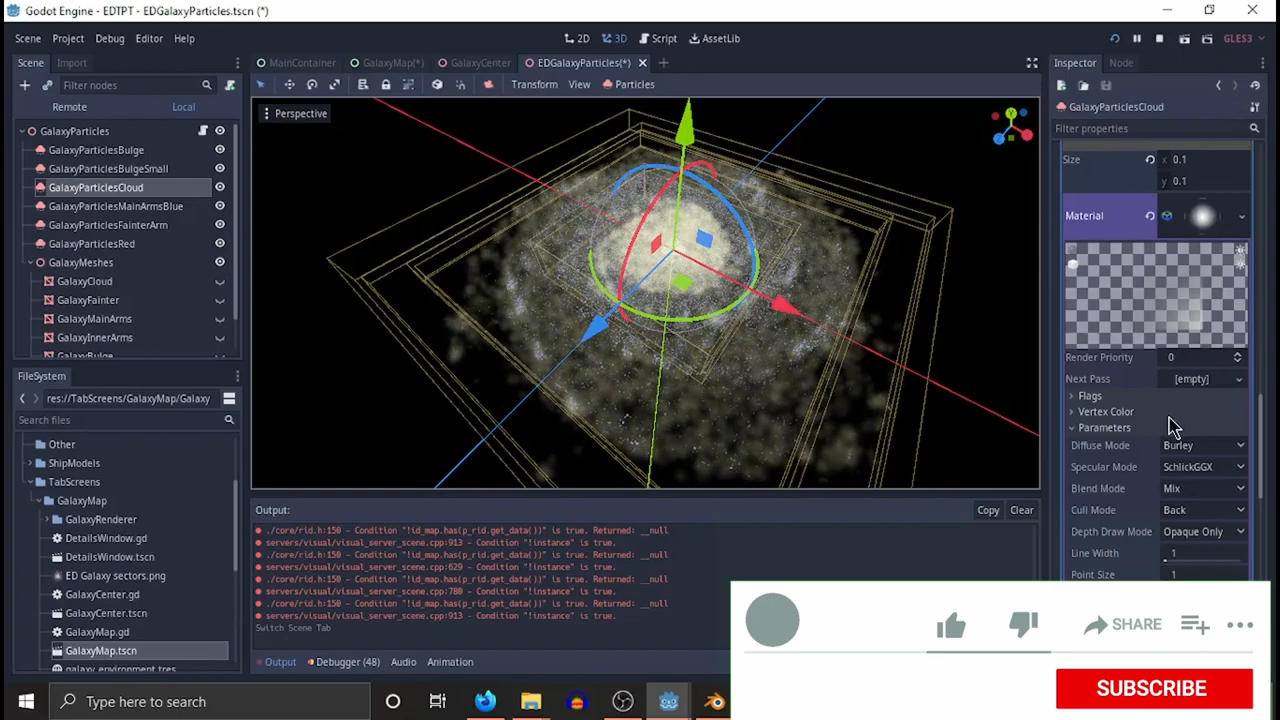 Godot Engine - EDTPT - EDGalaxyParticles.tscn (*)
Scene Project Debug Editor Help
2D 3D Script AssetLib
GLES3
Scene Import
MainContainer GalaxyMap(*) GalaxyCenter EDGalaxyParticles(*)
Inspector Node
Filter nodes
Transform View Particles
Remote Local
Perspective
GalaxyParticlesCloud
Filter properties
GalaxyParticles
GalaxyParticlesBulge
GalaxyParticlesBulgeSmall
GalaxyParticlesCloud
GalaxyParticlesMainArmsBlue
GalaxyParticlesFainterArm
GalaxyParticlesRed
GalaxyMeshes
GalaxyCloud
GalaxyFainter
GalaxyMainArms
GalaxyInnerArms
GalaxyBulge
Size x 0.1
y 0.1
Material
Render Priority 0
Next Pass [empty]
Flags
Vertex Color
Parameters
Diffuse Mode Burley
Specular Mode SchlickGGX
Blend Mode Mix
Cull Mode Back
Depth Draw Mode Opaque Only
Line Width 1
Point Size 1
FileSystem
res://TabScreens/GalaxyMap/Galaxy
Search files
Other
ShipModels
TabScreens
GalaxyMap
GalaxyRenderer
DetailsWindow.gd
DetailsWindow.tscn
ED Galaxy sectors.png
GalaxyCenter.gd
GalaxyCenter.tscn
GalaxyMap.gd
GalaxyMap.tscn
galaxy_environment.tres
Output: Copy Clear
./core/rid.h:150 - Condition "!id_map.has(p_rid.get_data())" is true. Returned: __null
servers/visual/visual_server_scene.cpp:913 - Condition "!instance" is true.
./core/rid.h:150 - Condition "!id_map.has(p_rid.get_data())" is true. Returned: __null
servers/visual/visual_server_scene.cpp:629 - Condition "!instance" is true.
./core/rid.h:150 - Condition "!id_map.has(p_rid.get_data())" is true. Returned: __null
servers/visual/visual_server_scene.cpp:780 - Condition "!instance" is true.
./core/rid.h:150 - Condition "!id_map.has(p_rid.get_data())" is true. Returned: __null
servers/visual/visual_server_scene.cpp:913 - Condition "!instance" is true.
Switch Scene Tab
Output Debugger (48) Audio Animation
SHARE
SUBSCRIBE
Type here to search